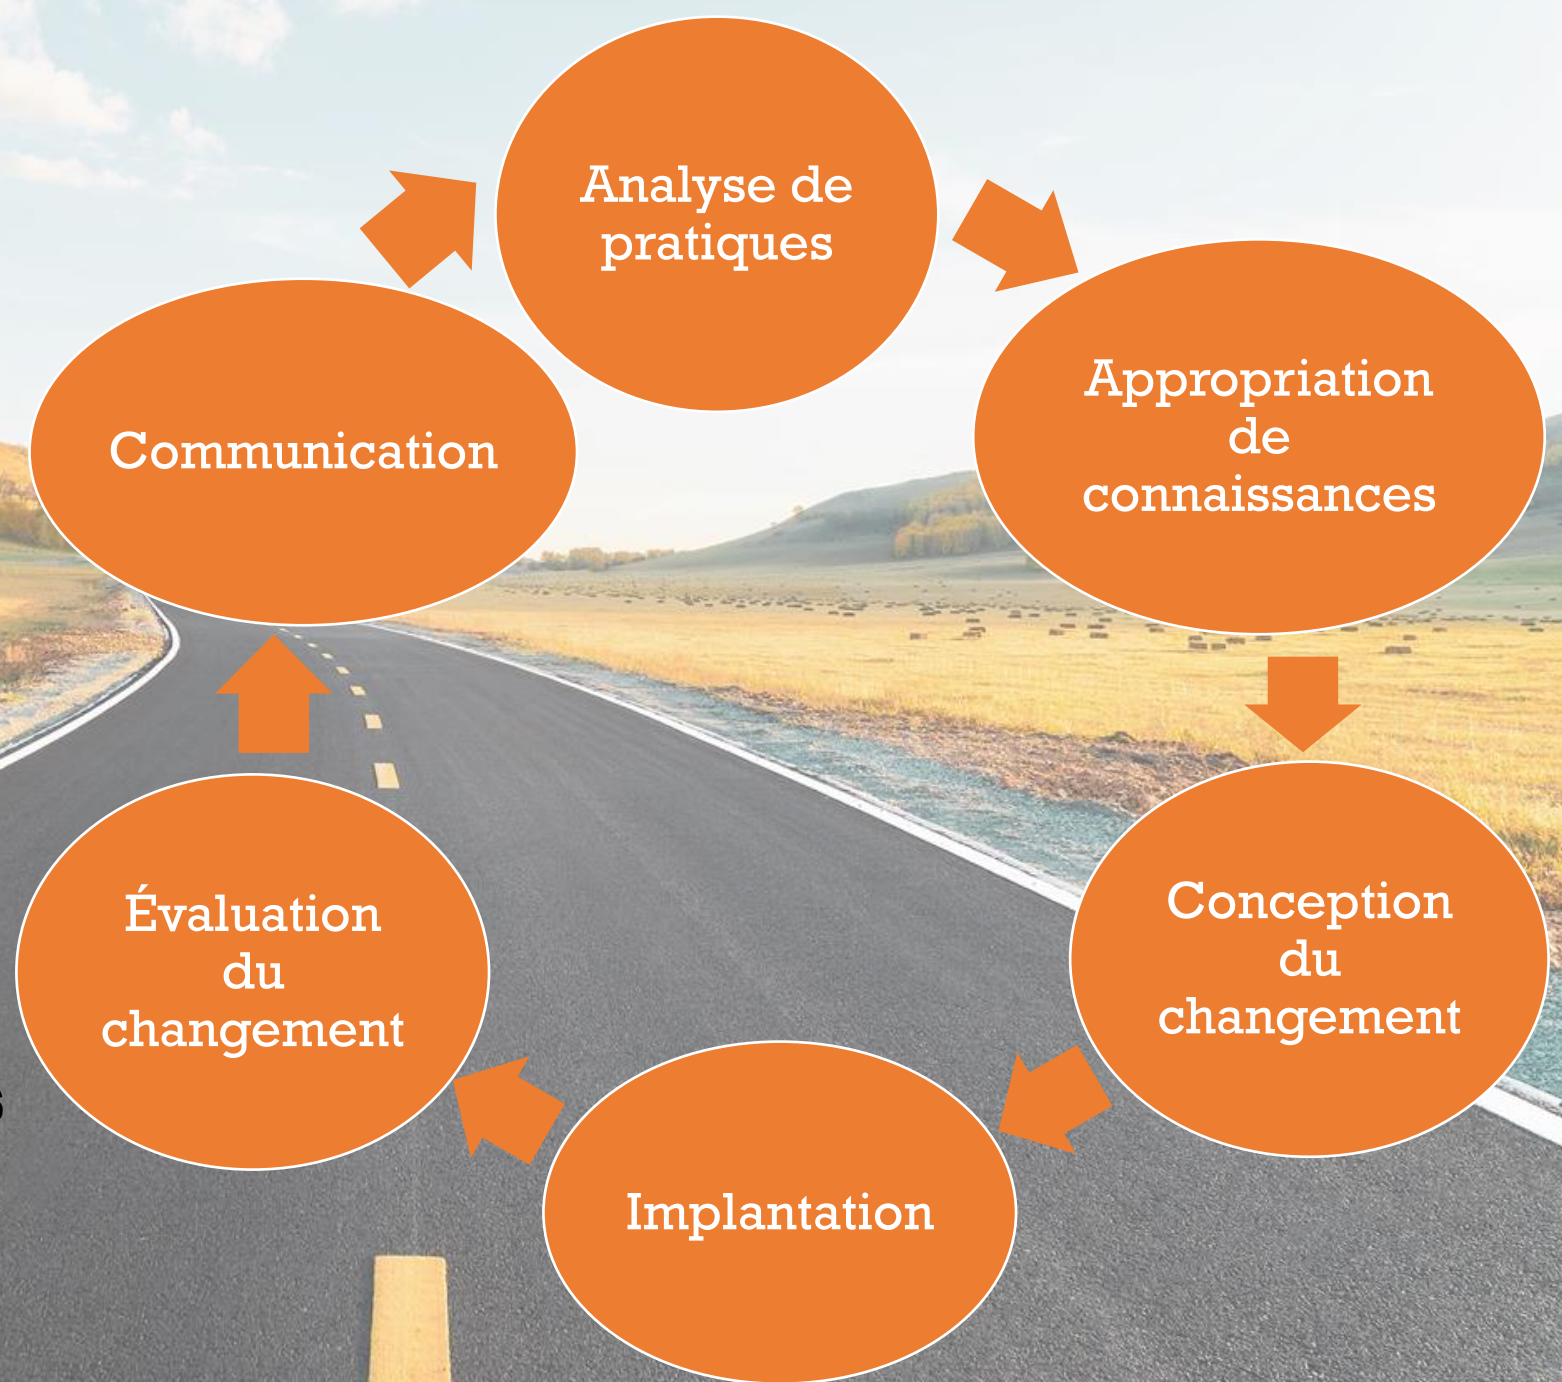 Analyse de
pratiques
Appropriation
de
connaissances
Conception
du
changement
Implantation
Évaluation
du
changement
Communication